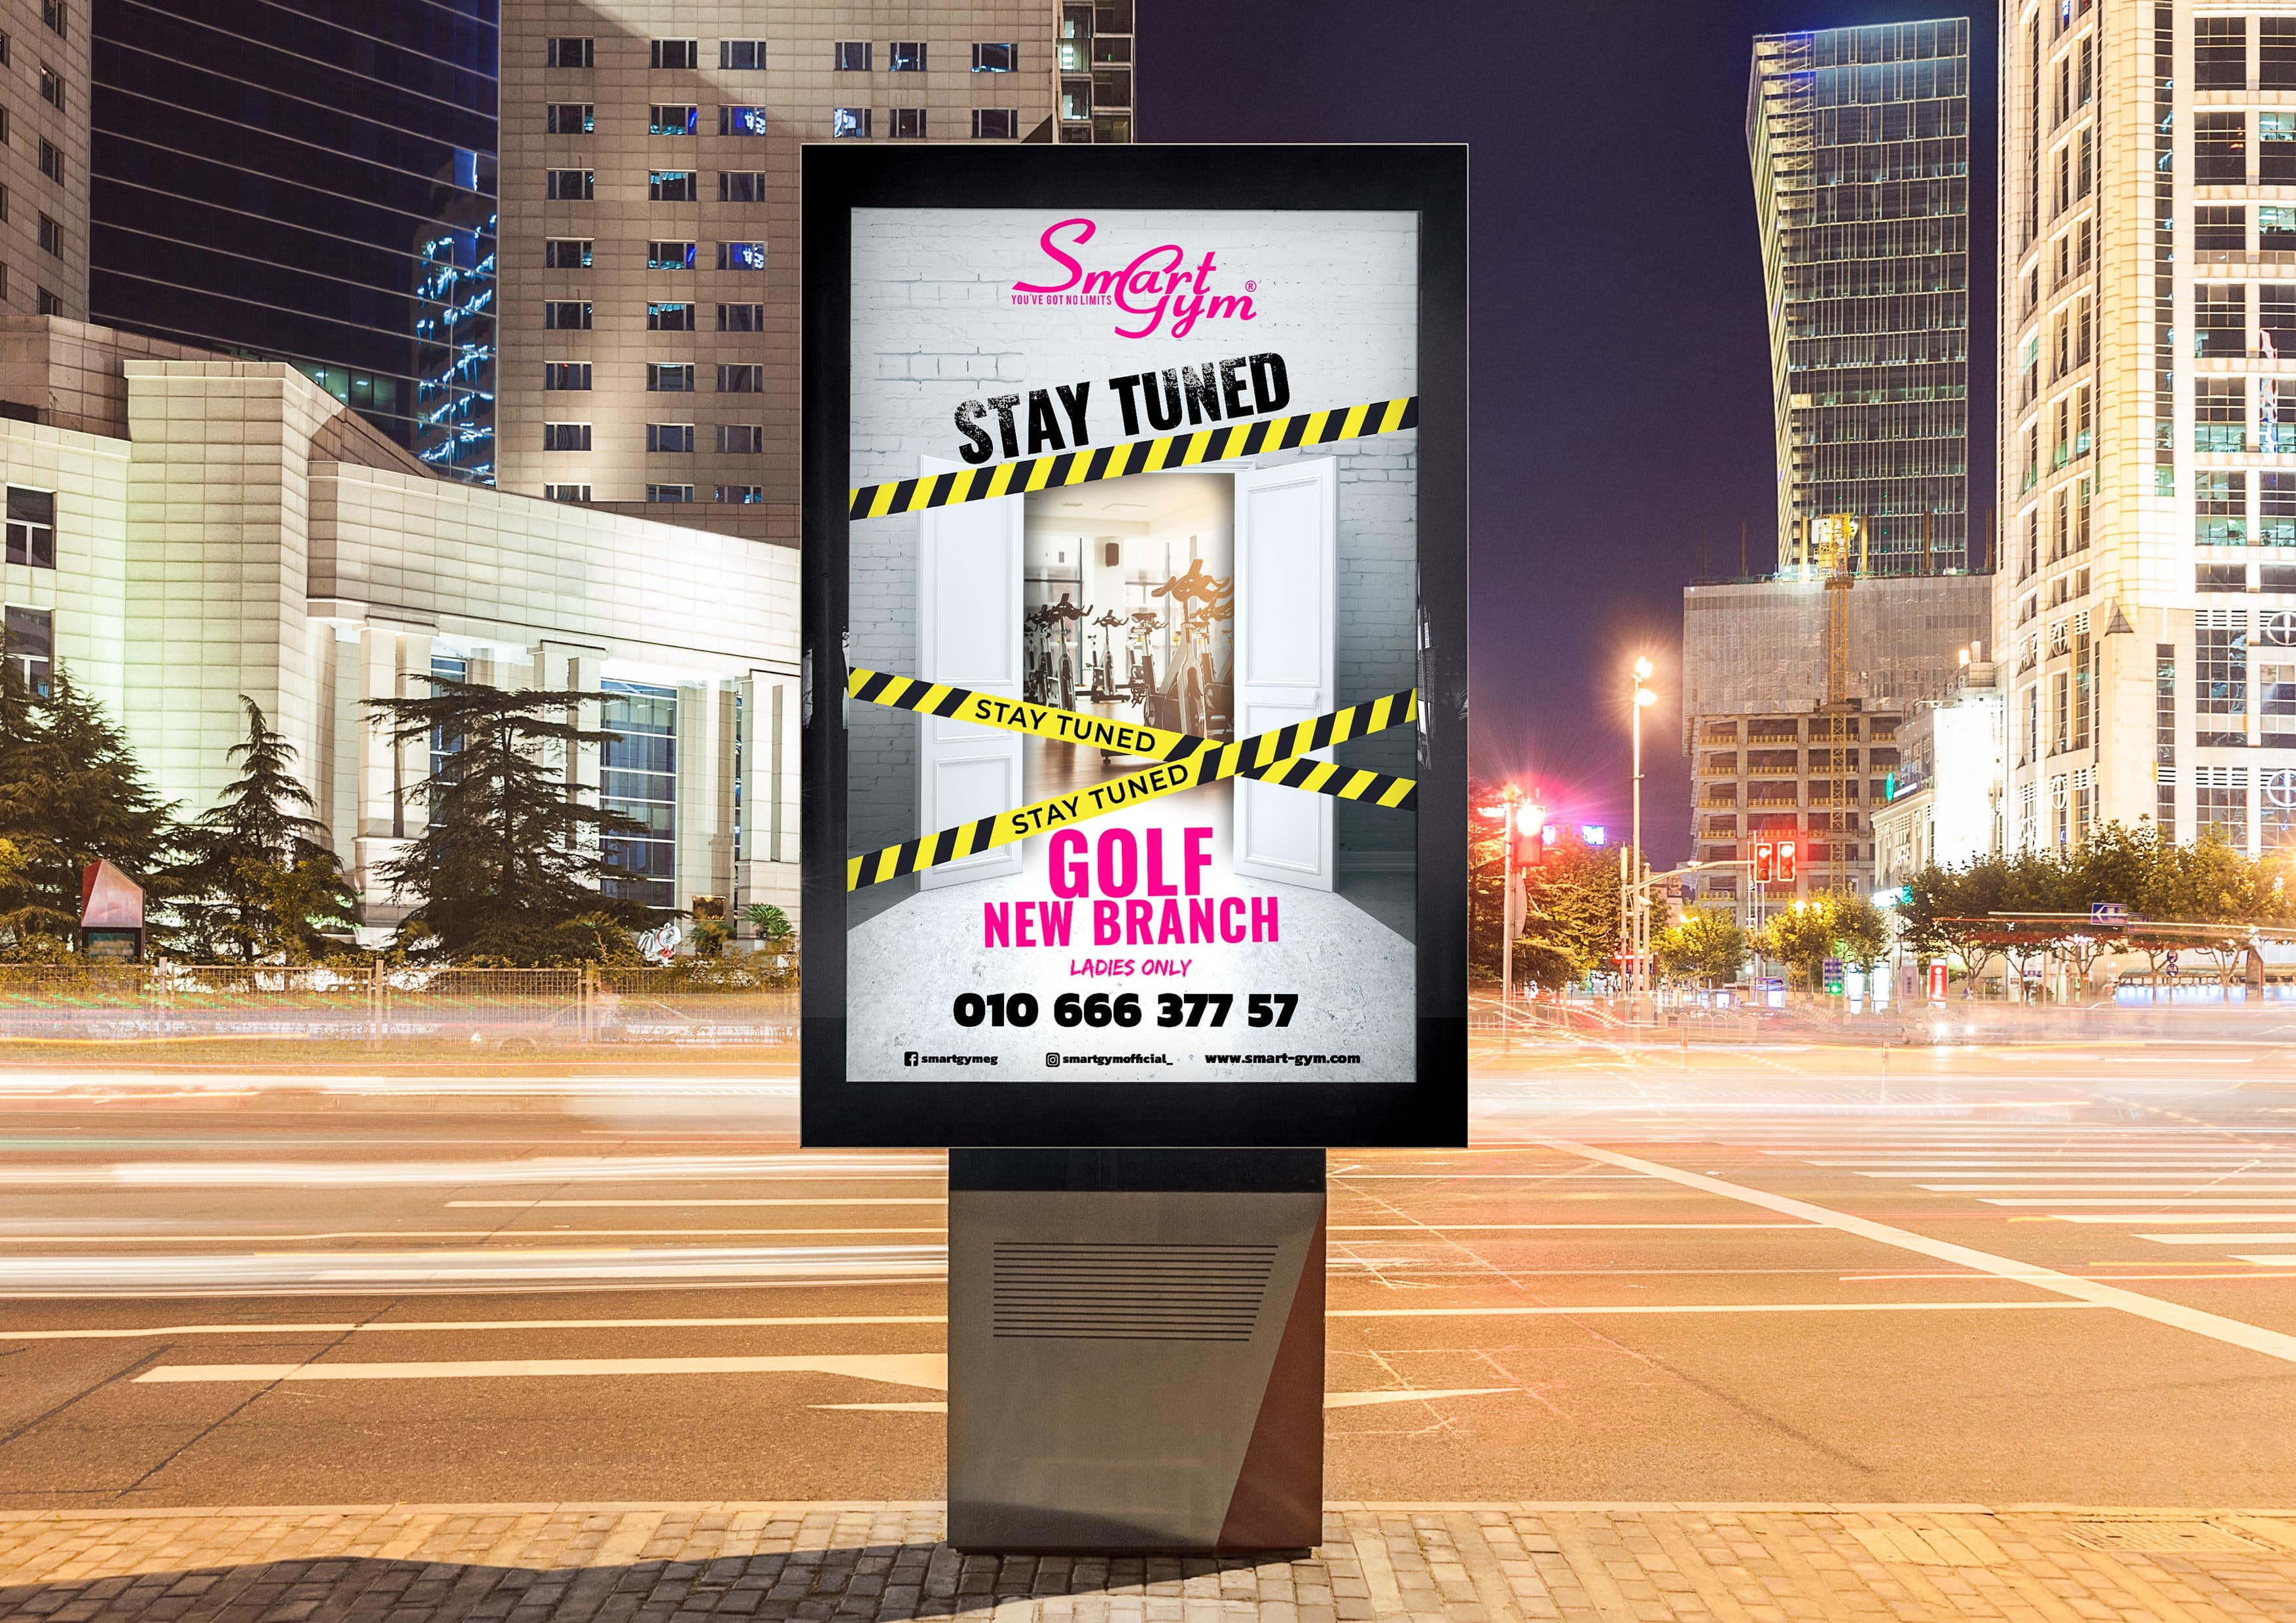 Smart
Gym®
YOU'VE GOT NO LIMITS
STAY TUNED
STAY TUNED
STAY TUNED
GOLF
NEW BRANCH
LADIES ONLY
010 666 377 57
smartgymeg smartgymofficial_ www.smart-gym.com